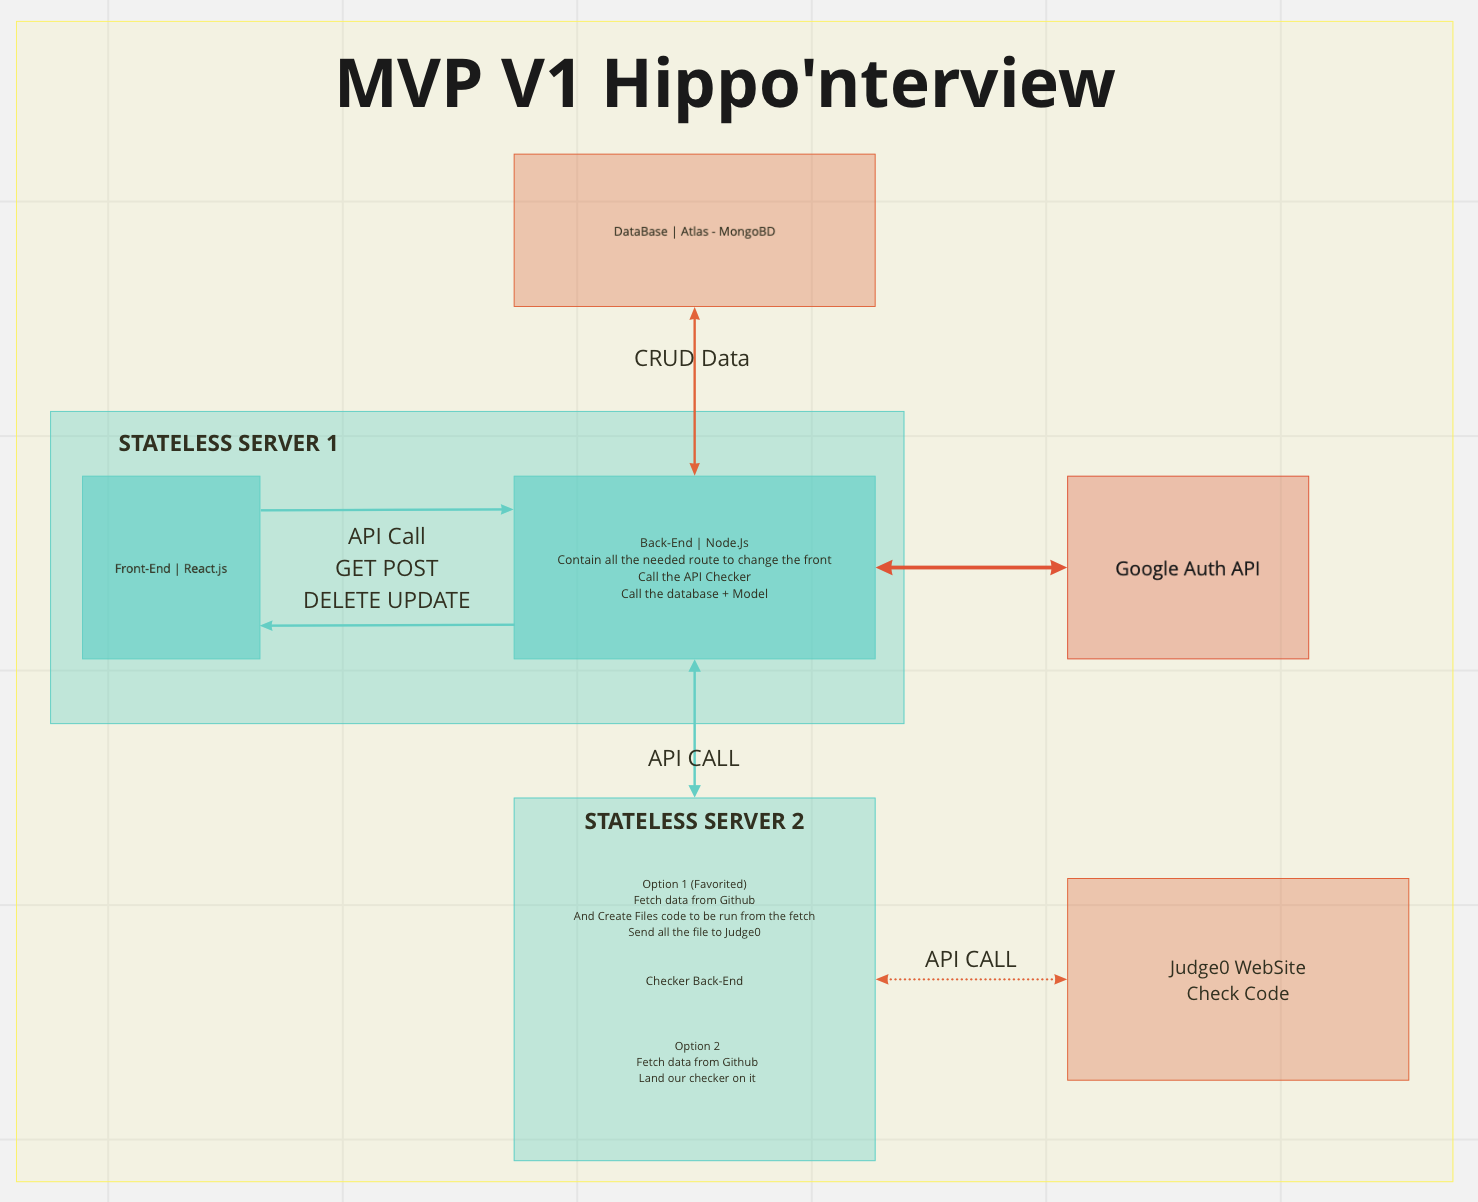 MVP V1 Hippo'nterview
DataBase | Atlas - MongoBD
CRUD Data
STATELESS SERVER 1
Front-End | React.js
API Call
GET POST
DELETE UPDATE
Back-End | Node.Js
Contain all the needed route to change the front
Call the API Checker
Call the database + Model
Google Auth API
API CALL
STATELESS SERVER 2
Option 1 (Favorited)
Fetch data from Github
And Create Files code to be run from the fetch
Send all the file to Judge0
Checker Back-End
Option 2
Fetch data from Github
Land our checker on it
API CALL
Judge0 WebSite
Check Code